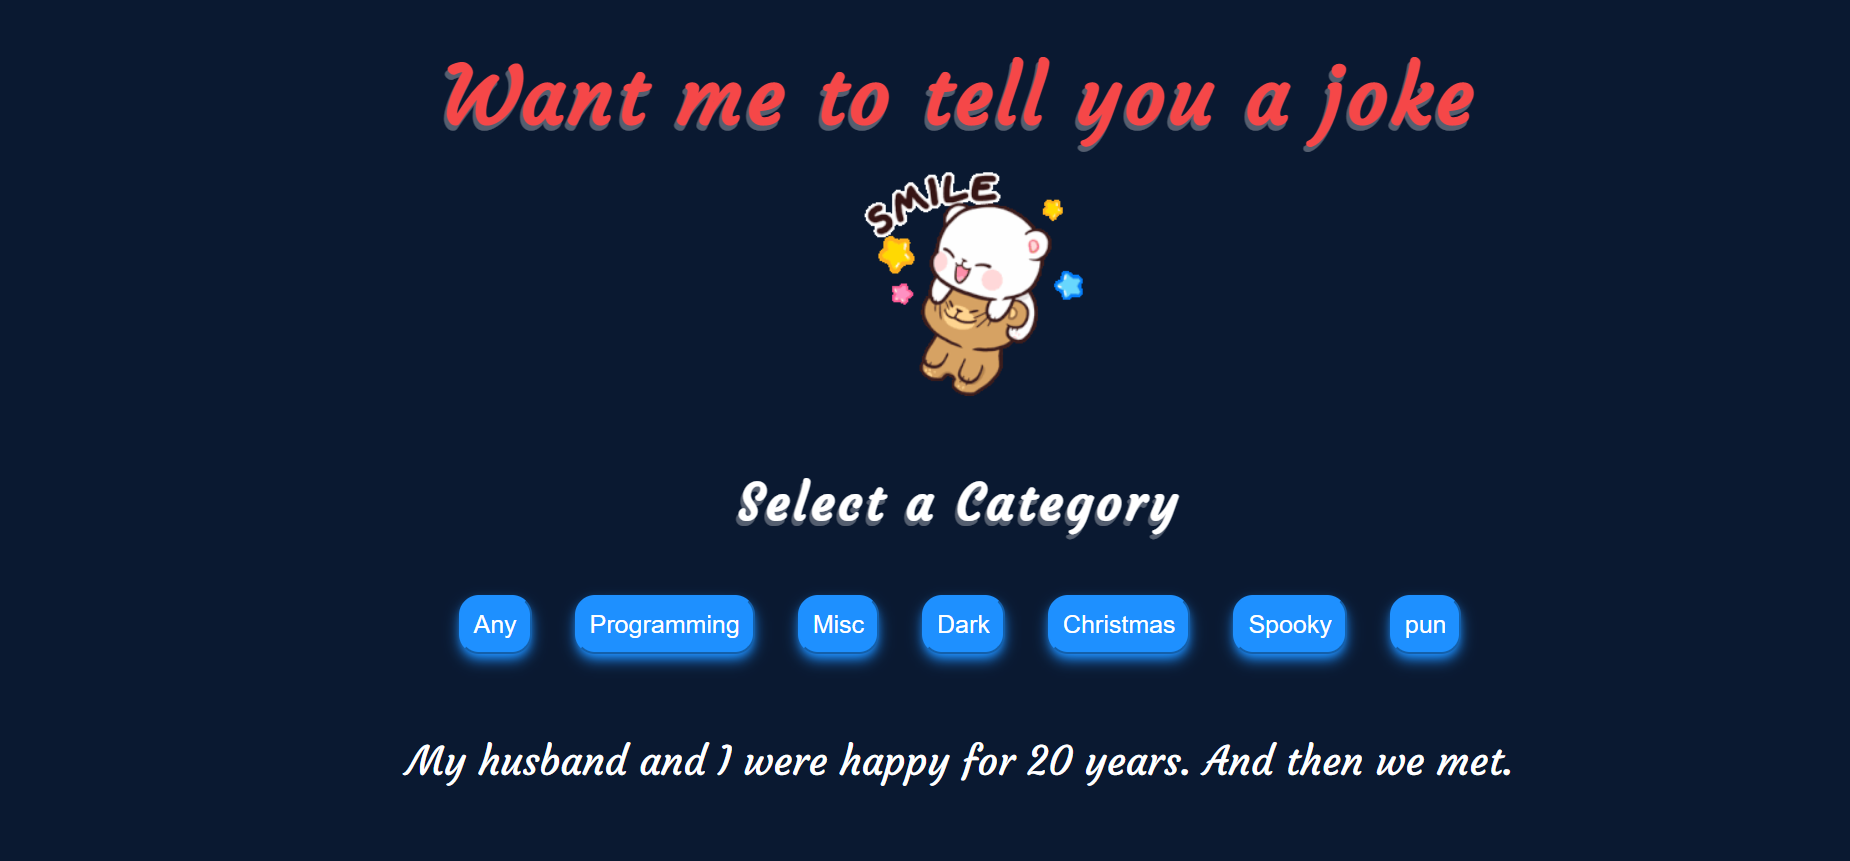 Want me to tell you a joke
SMILE
Select a Category
Any Programming Misc Dark Christmas Spooky pun
My husband and I were happy for 20 years. And then we met.